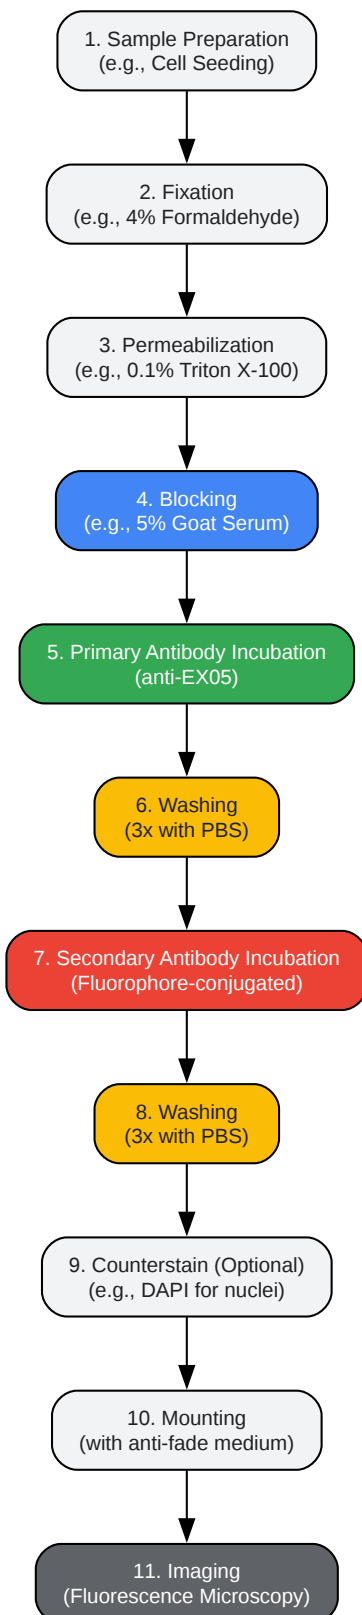 1. Sample Preparation
(e.g., Cell Seeding)
2. Fixation
(e.g., 4% Formaldehyde)
3. Permeabilization
(e.g., 0.1% Triton X-100)
4. Blocking
(e.g., 5% Goat Serum)
5. Primary Antibody Incubation
(anti-EX05)
6. Washing
(3x with PBS)
7. Secondary Antibody Incubation
(Fluorophore-conjugated)
8. Washing
(3x with PBS)
9. Counterstain (Optional)
(e.g., DAPI for nuclei)
10. Mounting
(with anti-fade medium)
11. Imaging
(Fluorescence Microscopy)